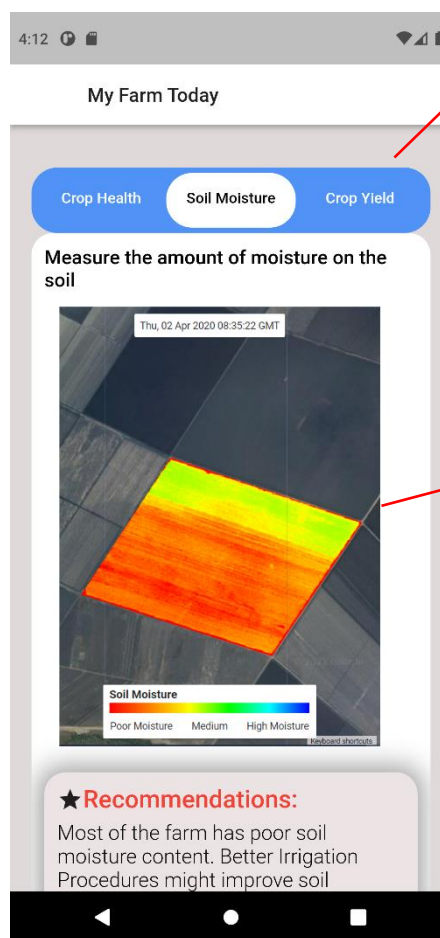 4:12
My Farm Today
Crop Health Soil Moisture Crop Yield
Measure the amount of moisture on the
soil
Thu, 02 Apr 2020 08:35:22 GMT
Soil Moisture
Poor Moisture Medium High Moisture
Keyboard shortcuts
★Recommendations:
Most of the farm has poor soil
moisture content. Better Irrigation
Procedures might improve soil